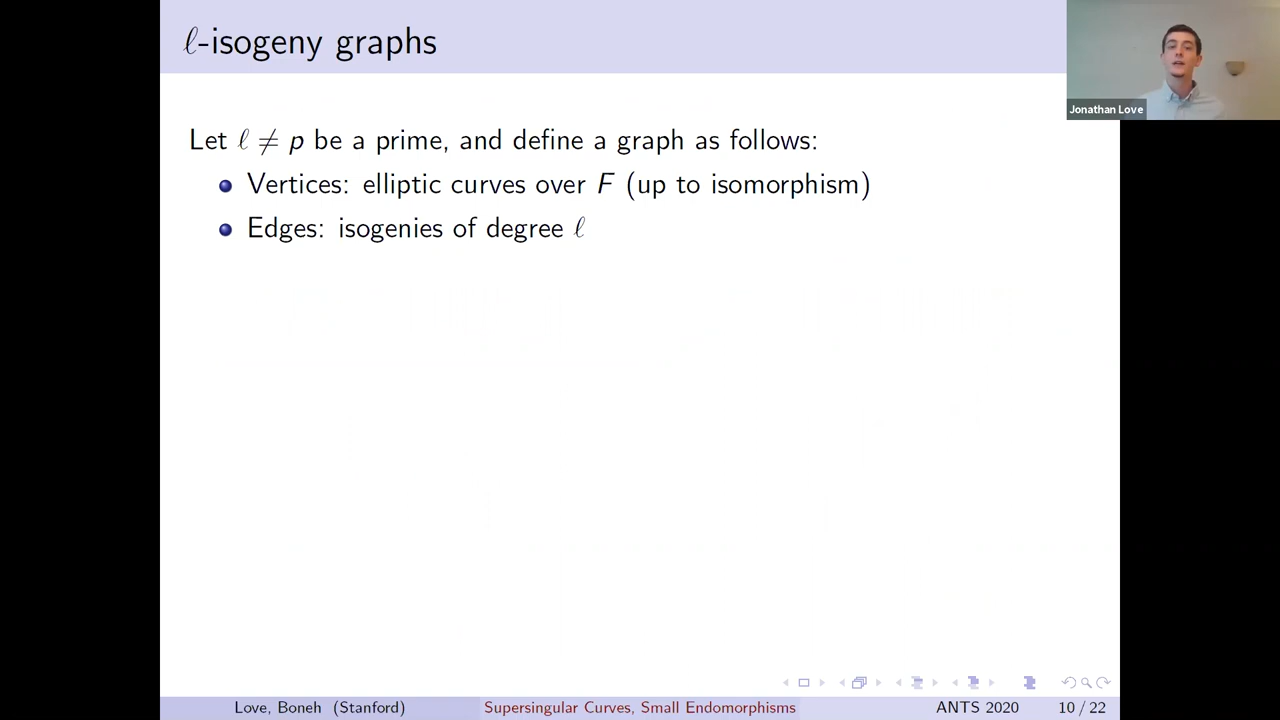 ℓ-isogeny graphs
Jonathan Love
Let ℓ ≠ p be a prime, and define a graph as follows:
Vertices: elliptic curves over F (up to isomorphism)
Edges: isogenies of degree ℓ
Love, Boneh (Stanford) Supersingular Curves, Small Endomorphisms ANTS 2020 10 / 22